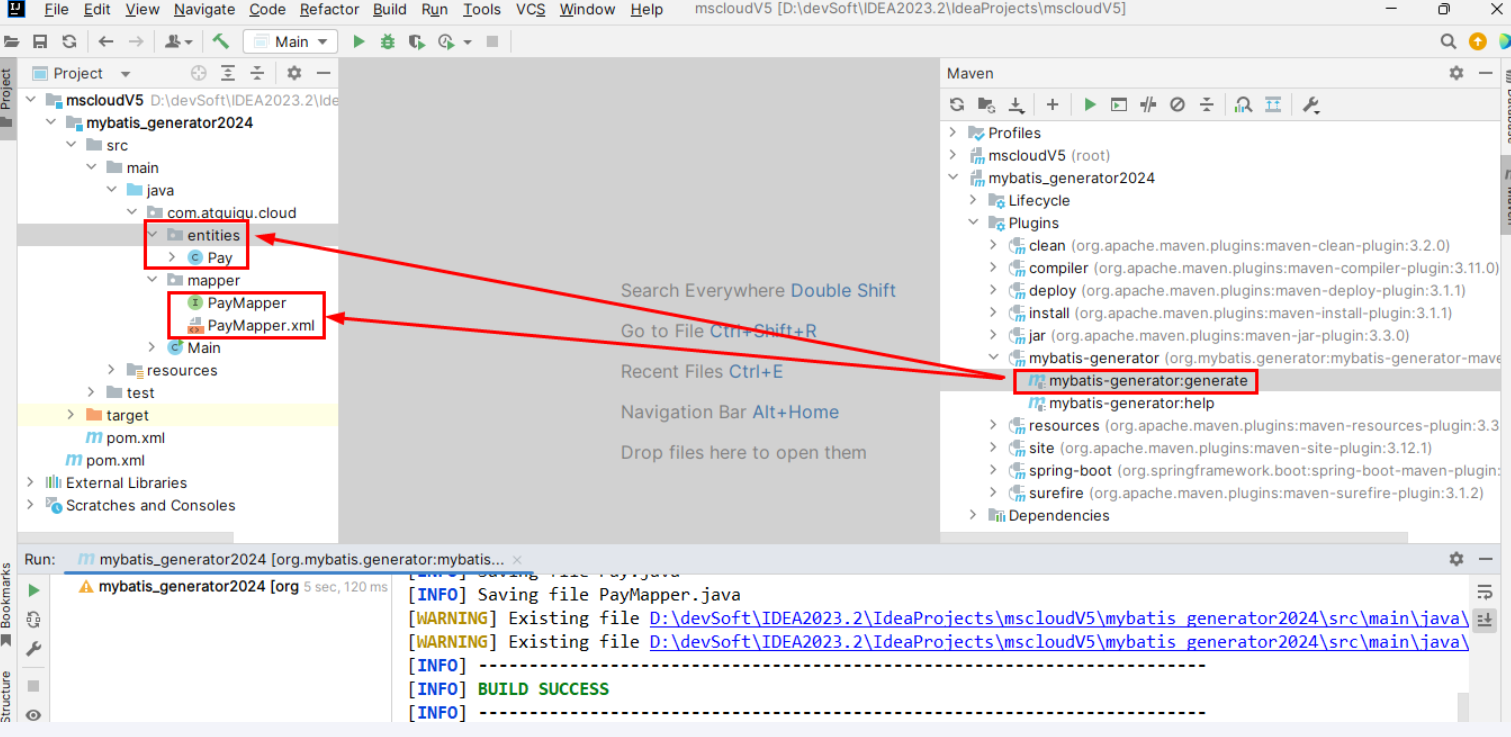 File Edit View Navigate Code Refactor Build Run Tools VCS Window Help mscloudV5 [D:\devSoft\IDEA2023.2\IdeaProjects\mscloudV5]
Main
Project
Project
mscloudV5 D:\devSoft\IDEA2023.2\Ide
mybatis_generator2024
src
main
java
com.atguigu.cloud
entities
Pay
mapper
PayMapper
PayMapper.xml
Main
resources
test
target
pom.xml
pom.xml
External Libraries
Scratches and Consoles
Search Everywhere Double Shift
Go to File Ctrl+Shift+R
Recent Files Ctrl+E
Navigation Bar Alt+Home
Drop files here to open them
Maven
Profiles
mscloudV5 (root)
mybatis_generator2024
Lifecycle
Plugins
clean (org.apache.maven.plugins:maven-clean-plugin:3.2.0)
compiler (org.apache.maven.plugins:maven-compiler-plugin:3.11.0)
deploy (org.apache.maven.plugins:maven-deploy-plugin:3.1.1)
install (org.apache.maven.plugins:maven-install-plugin:3.1.1)
jar (org.apache.maven.plugins:maven-jar-plugin:3.3.0)
mybatis-generator (org.mybatis.generator:mybatis-generator-mave
mybatis-generator:generate
mybatis-generator:help
resources (org.apache.maven.plugins:maven-resources-plugin:3.3
site (org.apache.maven.plugins:maven-site-plugin:3.12.1)
spring-boot (org.springframework.boot:spring-boot-maven-plugin:
surefire (org.apache.maven.plugins:maven-surefire-plugin:3.1.2)
Dependencies
Run: mybatis_generator2024 [org.mybatis.generator:mybatis...
mybatis_generator2024 [org 5 sec, 120 ms
[INFO] Saving file Pay.java
[INFO] Saving file PayMapper.java
[WARNING] Existing file D:\devSoft\IDEA2023.2\IdeaProjects\mscloudV5\mybatis_generator2024\src\main\java\
[WARNING] Existing file D:\devSoft\IDEA2023.2\IdeaProjects\mscloudV5\mybatis_generator2024\src\main\java\
[INFO] ------------------------------------------------------------------------
[INFO] BUILD SUCCESS
[INFO] ------------------------------------------------------------------------
Bookmarks
Structure